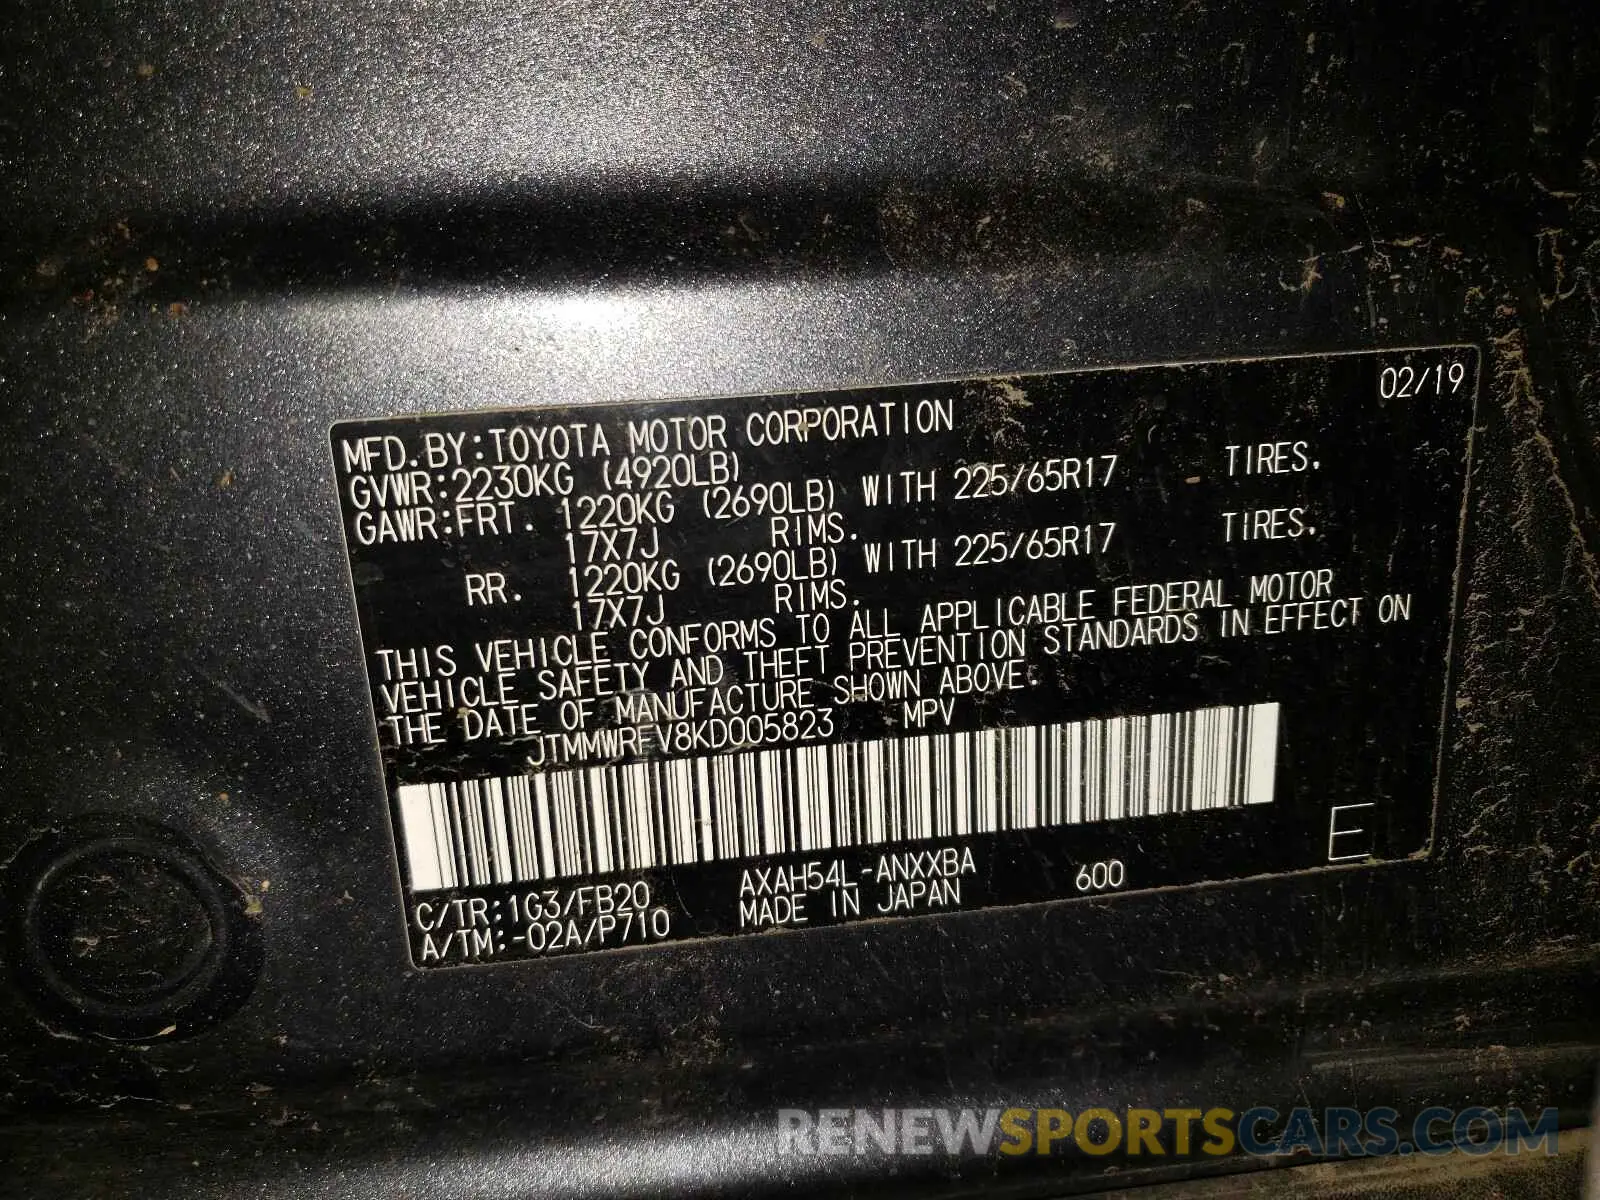 02/19
MFD.BY:TOYOTA MOTOR CORPORATION
GVWR:2230KG (4920LB)
GAWR:FRT. 1220KG (2690LB) WITH 225/65R17 TIRES.
17X7J RIMS.
RR. 1220KG (2690LB) WITH 225/65R17 TIRES.
17X7J RIMS.
THIS VEHICLE CONFORMS TO ALL APPLICABLE FEDERAL MOTOR
VEHICLE SAFETY AND THEFT PREVENTION STANDARDS IN EFFECT ON
THE DATE OF MANUFACTURE SHOWN ABOVE.
JTMMWRFV8KD005823 MPV
E
C/TR:1G3/FB20 AXAH54L-ANXXBA 600
A/TM:-02A/P710 MADE IN JAPAN
RENEWSPORTSCARS.COM